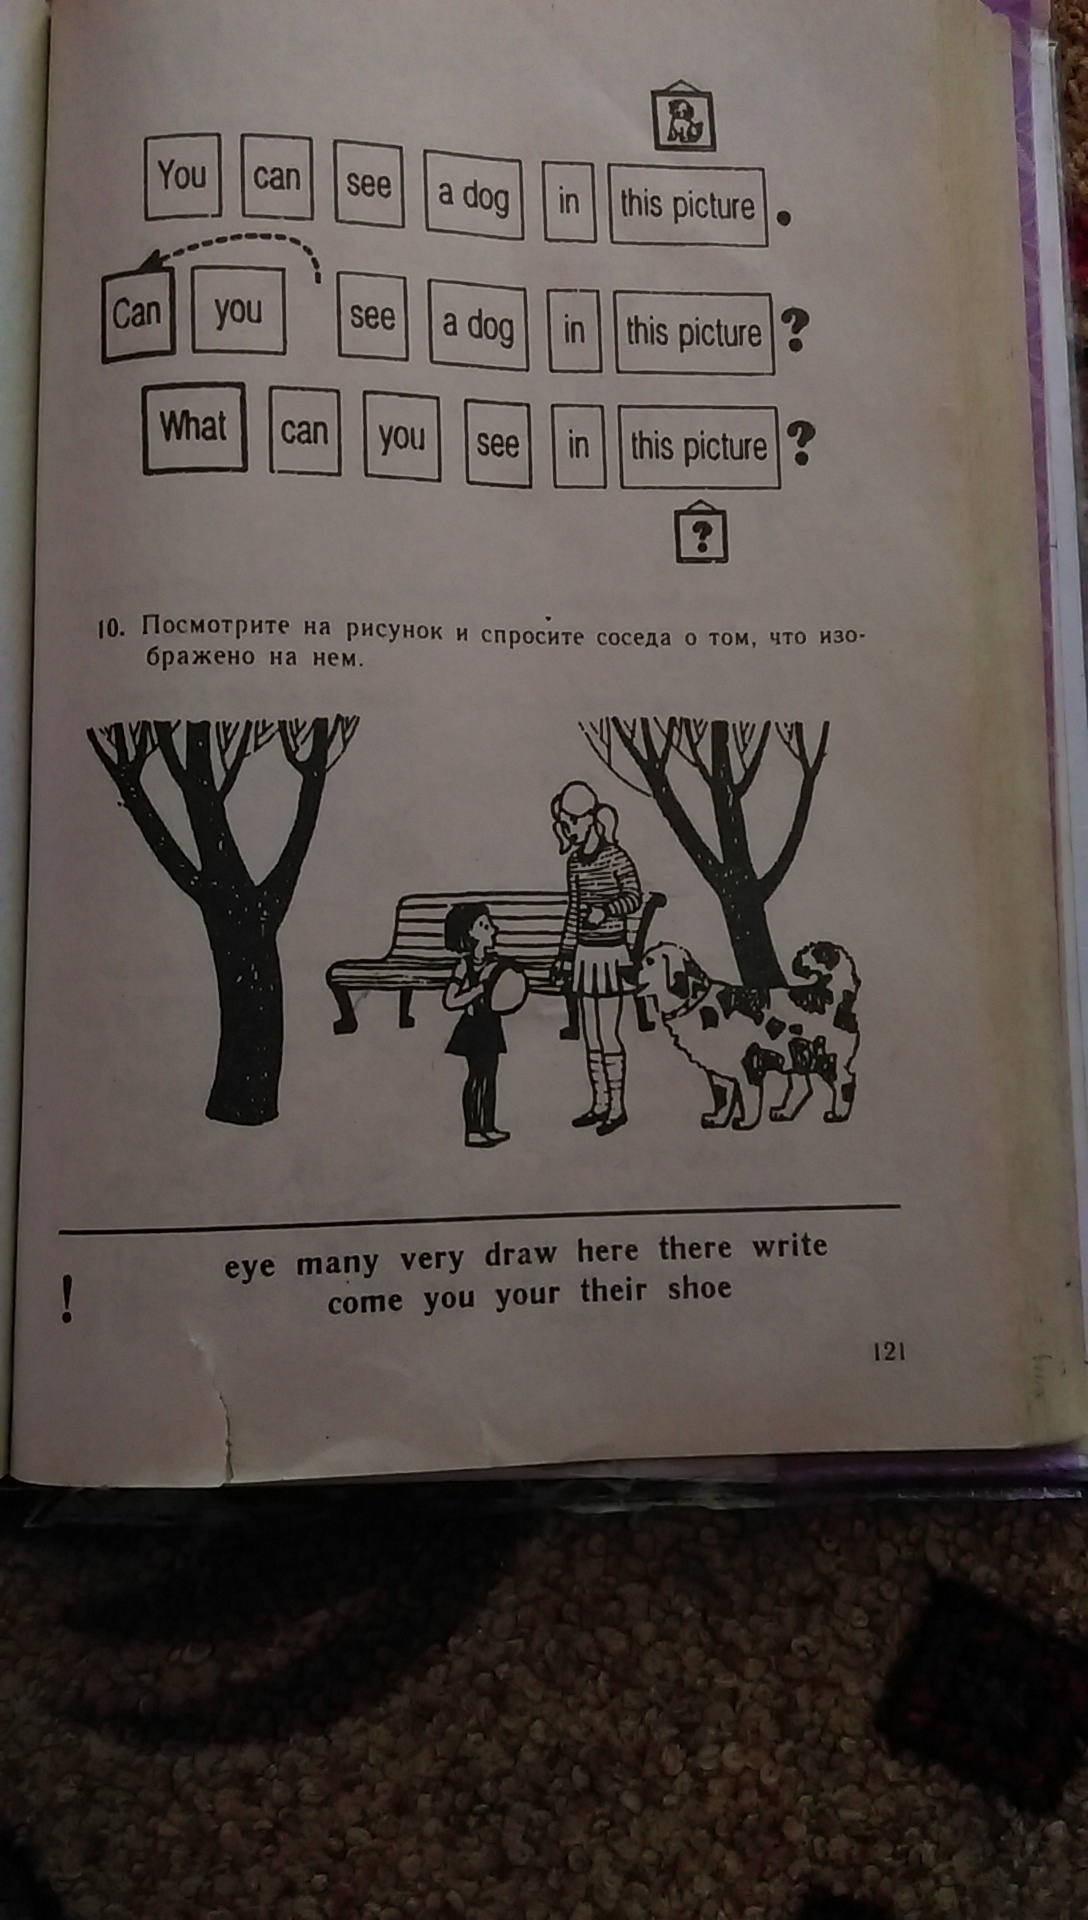 You can see a dog in this picture.
Can you see a dog in this picture?
What can you see in this picture?
?
10. Посмотрите на рисунок и спросите соседа о том, что изо-
бражено на нем.
eye many very draw here there write
! come you your their shoe
121